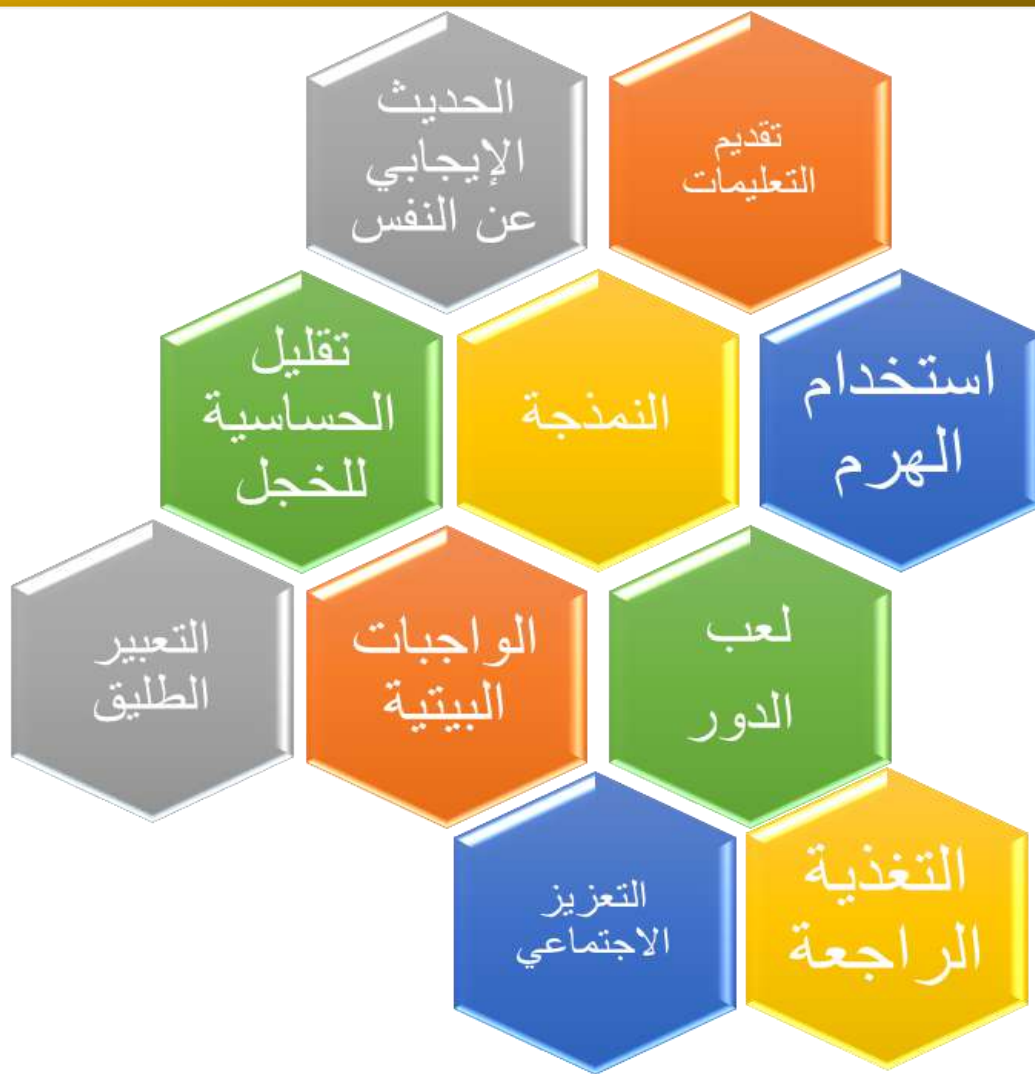 تقديم
التعليمات
الحديث
الإيجابي
عن النفس
استخدام
الهرم
النمذجة
تقليل
الحساسية
للخجل
لعب
الدور
الواجبات
البيتية
التعبير
الطليق
التغذية
الراجعة
التعزيز
الاجتماعي